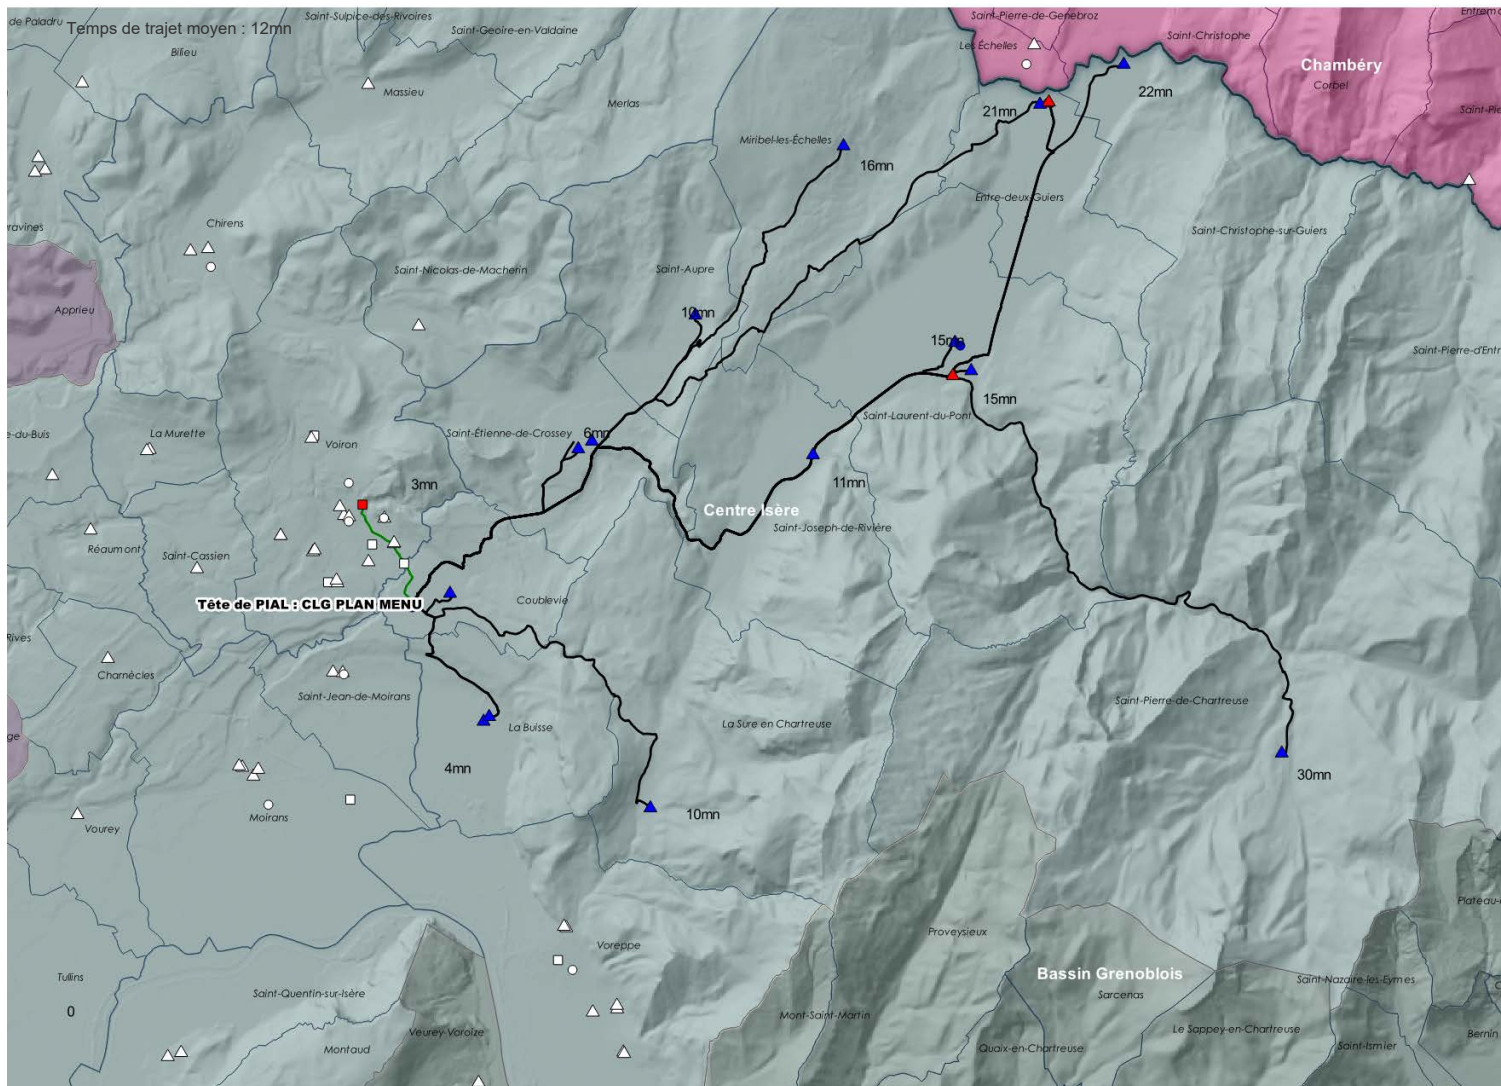 de Paladru
Saint-Sulpice-des-Rivoires
Temps de trajet moyen : 12mn
Saint-Geoire-en-Valdaine
Bilieu
Saint-Pierre-de-Genebroz
Saint-Christophe
Les Échelles
Chambéry
Corbel
Massieu
Merlas
22mn
21mn
Miribel-les-Échelles
16mn
Entre-deux-Guiers
Chirens
Saint-Christophe-sur-Guiers
Saint-Nicolas-de-Macherin
Saint-Aupre
Apprieu
10mn
15mn
Saint-Pierre-d'Entr
15mn
Saint-Laurent-du-Pont
e-du-Buis
La Murette
Voiron
Saint-Étienne-de-Crossey
6mn
3mn
11mn
Centre Isère
Saint-Joseph-de-Rivière
Réaumont
Saint-Cassien
Tête de PIAL : CLG PLAN MENU
Coublevie
Rives
Charnècles
Saint-Jean-de-Moirans
La Buisse
La Sure en Chartreuse
Saint-Pierre-de-Chartreuse
ge
4mn
30mn
10mn
Moirans
Vourey
Plateau-
Proveysieux
Voreppe
Tullins
Bassin Grenoblois
Saint-Nazaire-les-Eymes
Saint-Quentin-sur-Isère
Sarcenas
0
Mont-Saint-Martin
Veurey-Voroize
Le Sappey-en-Chartreuse
Bernin
Montaud
Quaix-en-Chartreuse
Saint-Ismier